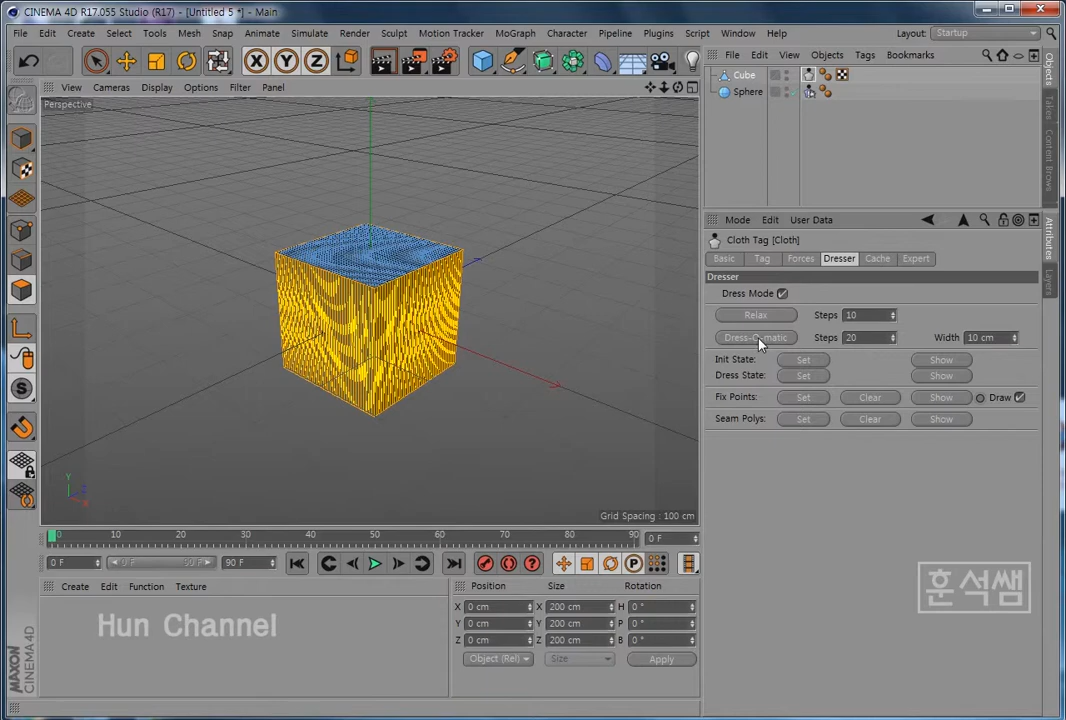 CINEMA 4D R17.055 Studio (R17) - [Untitled 5 *] - Main
File Edit Create Select Tools Mesh Snap Animate Simulate Render Sculpt Motion Tracker MoGraph Character Pipeline Plugins Script Window Help Layout: Startup
X Y Z
File Edit View Objects Tags Bookmarks
Cube
Sphere
View Cameras Display Options Filter Panel
Perspective
Grid Spacing : 100 cm
Y
Z
X
Objects
Takes
Content Brows
Attributes
Layers
Mode Edit User Data
Cloth Tag [Cloth]
Basic Tag Forces Dresser Cache Expert
Dresser
Dress Mode
Relax Steps 10
Dress-O-matic Steps 20 Width 10 cm
Init State: Set Show
Dress State: Set Show
Fix Points: Set Clear Show Draw
Seam Polys: Set Clear Show
S
0 10 20 30 40 50 60 70 80 90 0 F
0 F 0 F 90 F 90 F
P
Create Edit Function Texture
Position Size Rotation
X 0 cm X 200 cm H 0 °
Y 0 cm Y 200 cm P 0 °
Z 0 cm Z 200 cm B 0 °
Object (Rel) Size Apply
Hun Channel
훈석쌤
MAXON
CINEMA 4D